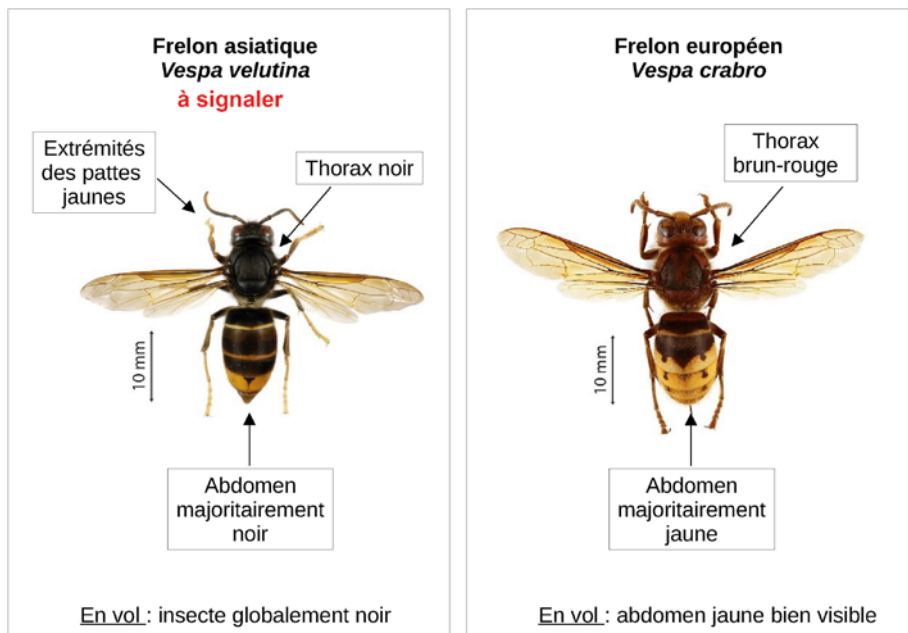 Frelon asiatique
Vespa velutina
à signaler
Extrémités
des pattes
jaunes
Thorax noir
10 mm
Abdomen
majoritairement
noir
En vol : insecte globalement noir
Frelon européen
Vespa crabro
Thorax
brun-rouge
10 mm
Abdomen
majoritairement
jaune
En vol : abdomen jaune bien visible